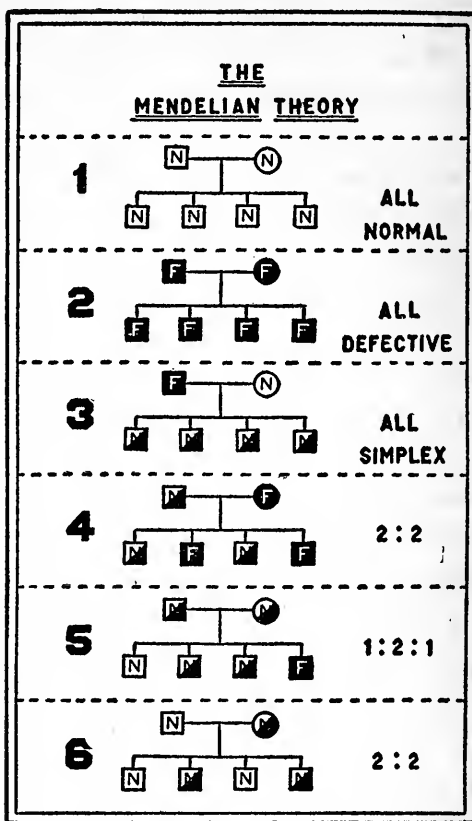 THE
MENDELIAN THEORY
1
N N
N N N N
ALL
NORMAL
2
F F
F F F F
ALL
DEFECTIVE
3
F N
N N N N
ALL
SIMPLEX
4
N F
N F N F
2:2
5
N N
N N N F
1:2:1
6
N N
N N N N
2:2